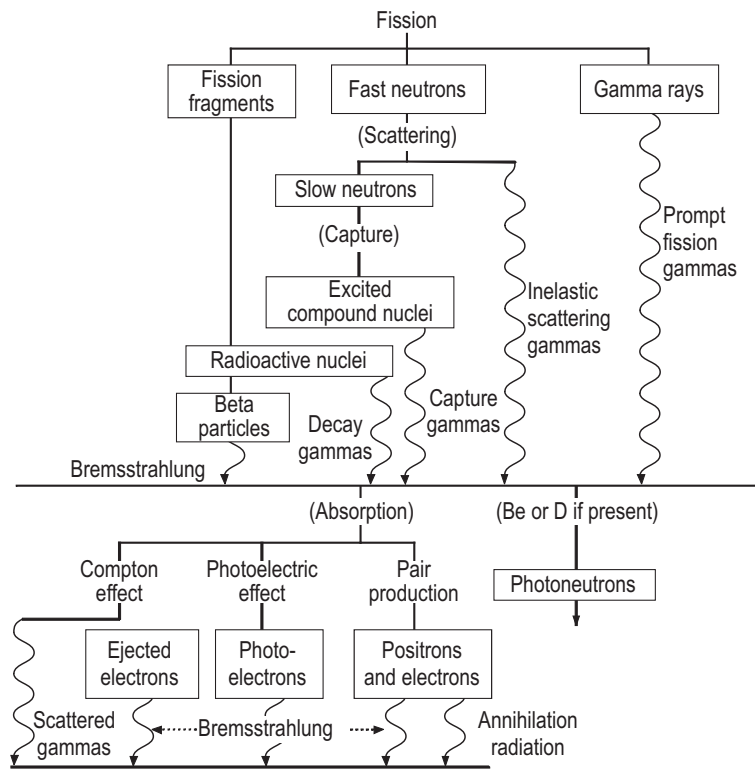 Fission
Fission
fragments
Fast neutrons
Gamma rays
(Scattering)
Slow neutrons
(Capture)
Prompt
fission
gammas
Excited
compound nuclei
Inelastic
scattering
gammas
Radioactive nuclei
Beta
particles
Decay
gammas
Capture
gammas
Bremsstrahlung
(Absorption)
(Be or D if present)
Compton
effect
Photoelectric
effect
Pair
production
Photoneutrons
Ejected
electrons
Photo-
electrons
Positrons
and electrons
Scattered
gammas
Bremsstrahlung
Annihilation
radiation